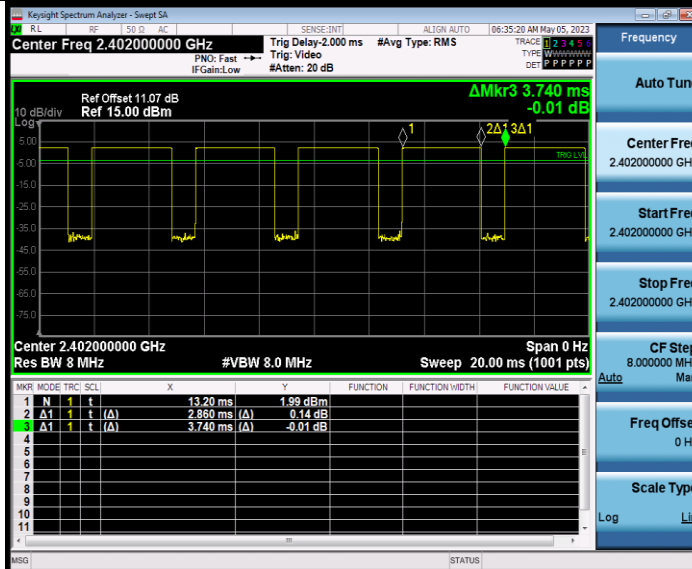 Keysight Spectrum Analyzer - Swept SA
RL RF 50 Ω AC SENSE:INT ALIGN AUTO 06:35:20 AM May 05, 2023
Center Freq 2.402000000 GHz
PNO: Fast
IFGain:Low
Trig Delay-2.000 ms
Trig: Video
#Atten: 20 dB
#Avg Type: RMS
TRACE 1 2 3 4 5 6
TYPE W
DET P P P P P P
Ref Offset 11.07 dB
10 dB/div Ref 15.00 dBm
Log
ΔMkr3 3.740 ms
-0.01 dB
1 2Δ1 3Δ1
TRIG LVL
5.00
-5.00
-15.0
-25.0
-35.0
-45.0
-55.0
-65.0
-75.0
Center 2.402000000 GHz Span 0 Hz
Res BW 8 MHz #VBW 8.0 MHz Sweep 20.00 ms (1001 pts)
MKR MODE TRC SCL X Y FUNCTION FUNCTION WIDTH FUNCTION VALUE
1 N 1 t 13.20 ms 1.99 dBm
2 Δ1 1 t (Δ) 2.860 ms (Δ) 0.14 dB
3 Δ1 1 t (Δ) 3.740 ms (Δ) -0.01 dB
4
5
6
7
8
9
10
11
MSG STATUS
Frequency
Auto Tun
Center Fre
2.402000000 GH
Start Fre
2.402000000 GH
Stop Fre
2.402000000 GH
CF Ste
8.000000 MH
Auto Ma
Freq Offse
0 H
Scale Typ
Log Li